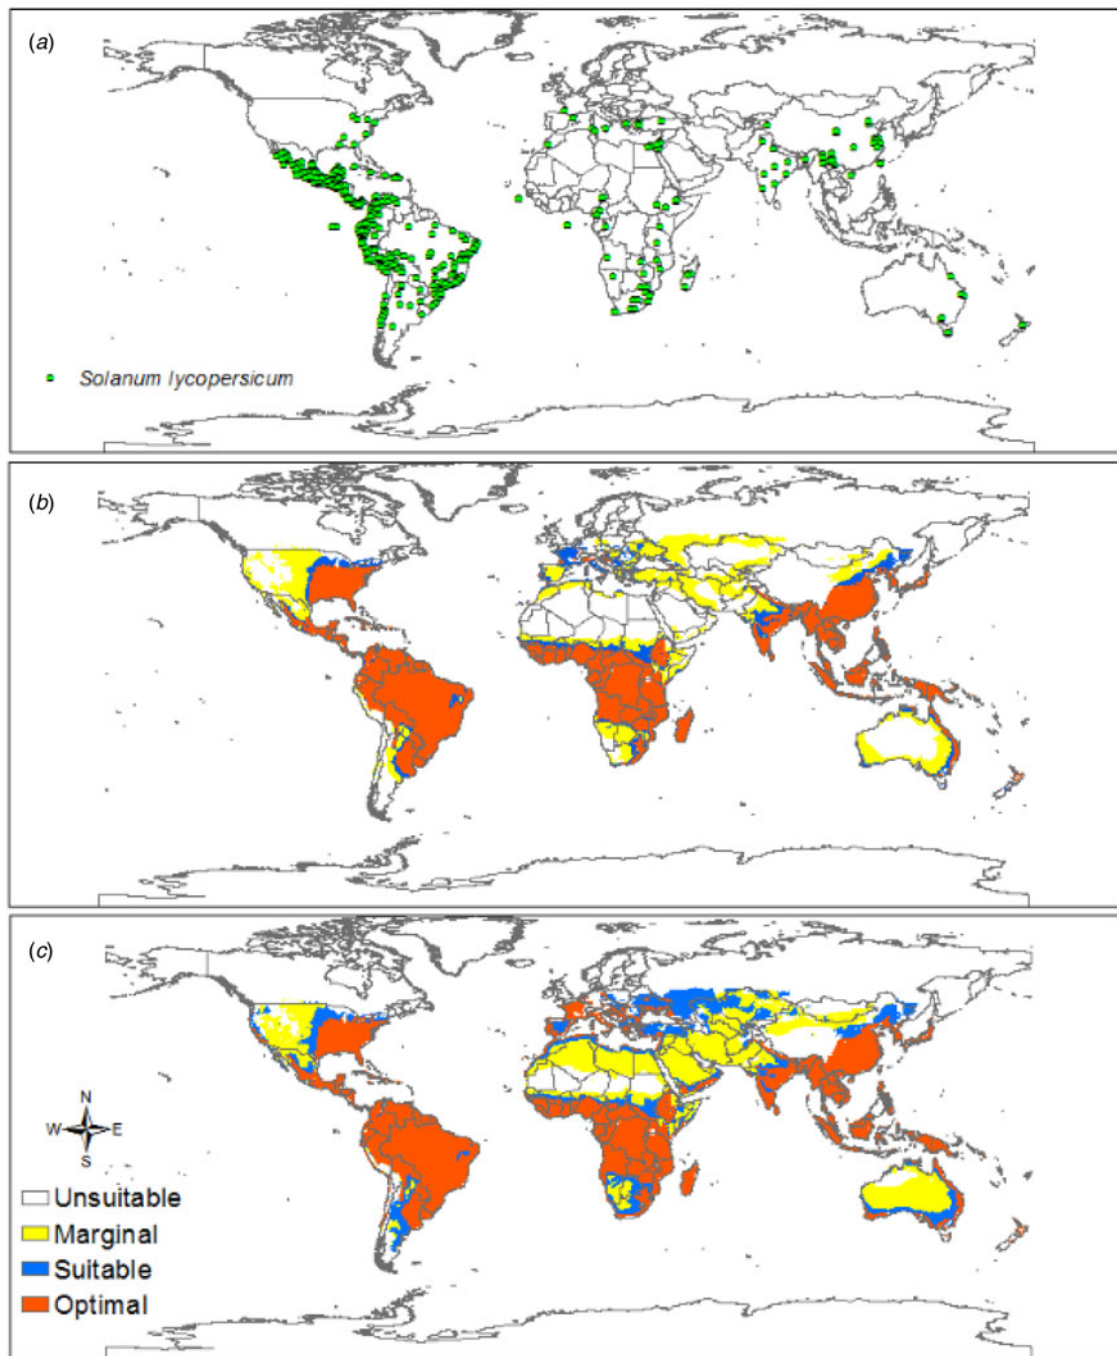 (a)
Solanum lycopersicum
(b)
(c)
N
W E
S
Unsuitable
Marginal
Suitable
Optimal